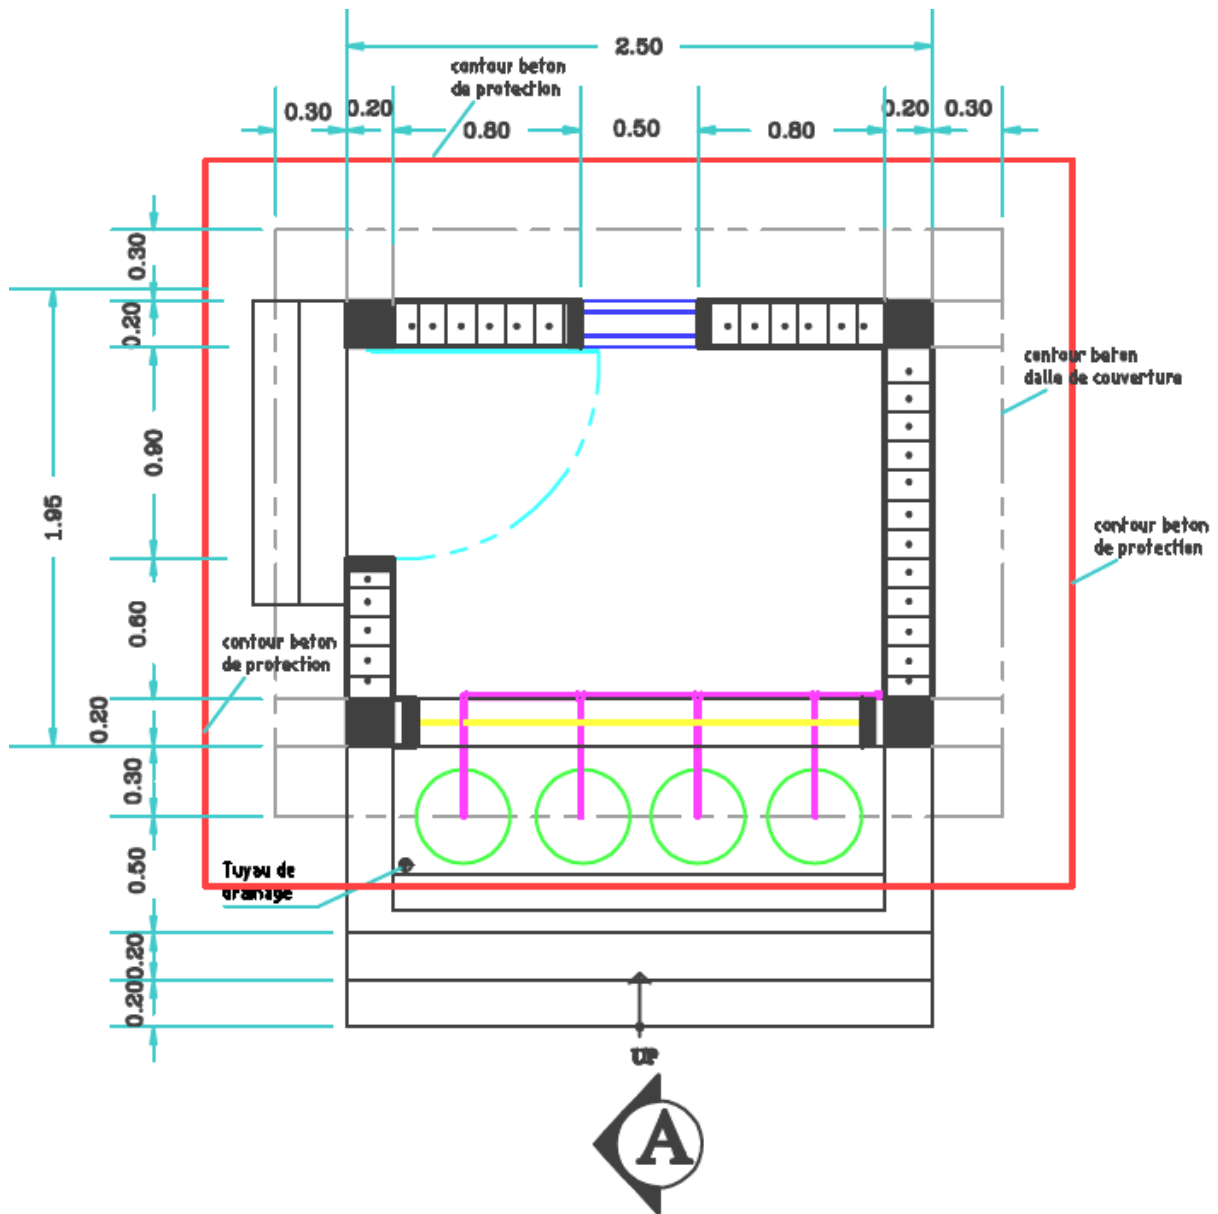 2.50
contour beton
de protection
0.30
0.20
0.80
0.50
0.80
0.20
0.30
0.30
0.20
contour beton
dalle de couverture
0.90
1.95
contour beton
de protection
0.60
contour beton
de protection
0.20
0.30
Tuyau de
drainage
0.50
0.20
0.20
UP
A